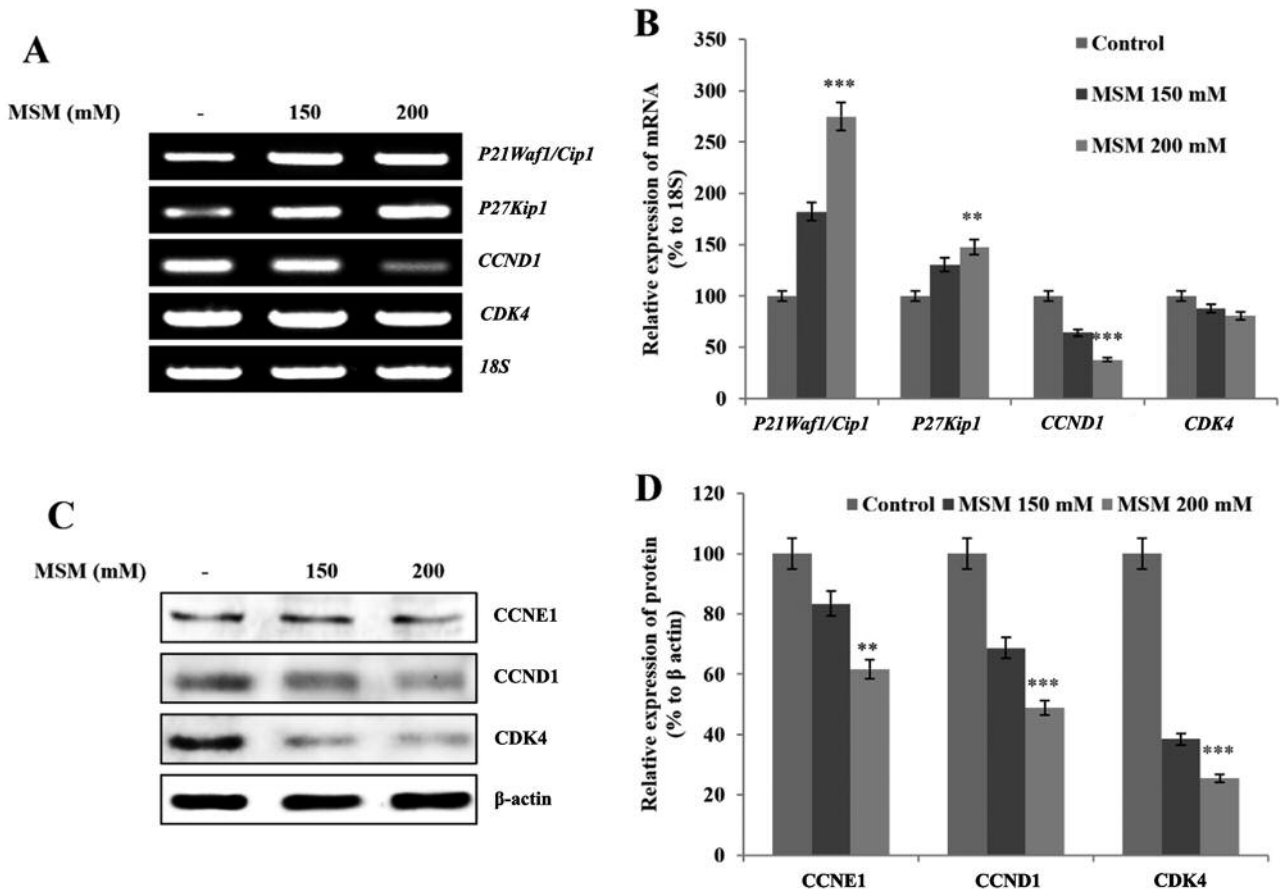 A
MSM (mM) - 150 200
P21Waf1/Cip1
P27Kip1
CCND1
CDK4
18S
B
Relative expression of mRNA
(% to 18S)
350
300
250
200
150
100
50
0
Control
MSM 150 mM
MSM 200 mM
***
**
***
P21Waf1/Cip1 P27Kip1 CCND1 CDK4
C
MSM (mM) - 150 200
CCNE1
CCND1
CDK4
β-actin
D
Relative expression of protein
(% to β actin)
120
100
80
60
40
20
0
Control MSM 150 mM MSM 200 mM
**
***
***
CCNE1 CCND1 CDK4